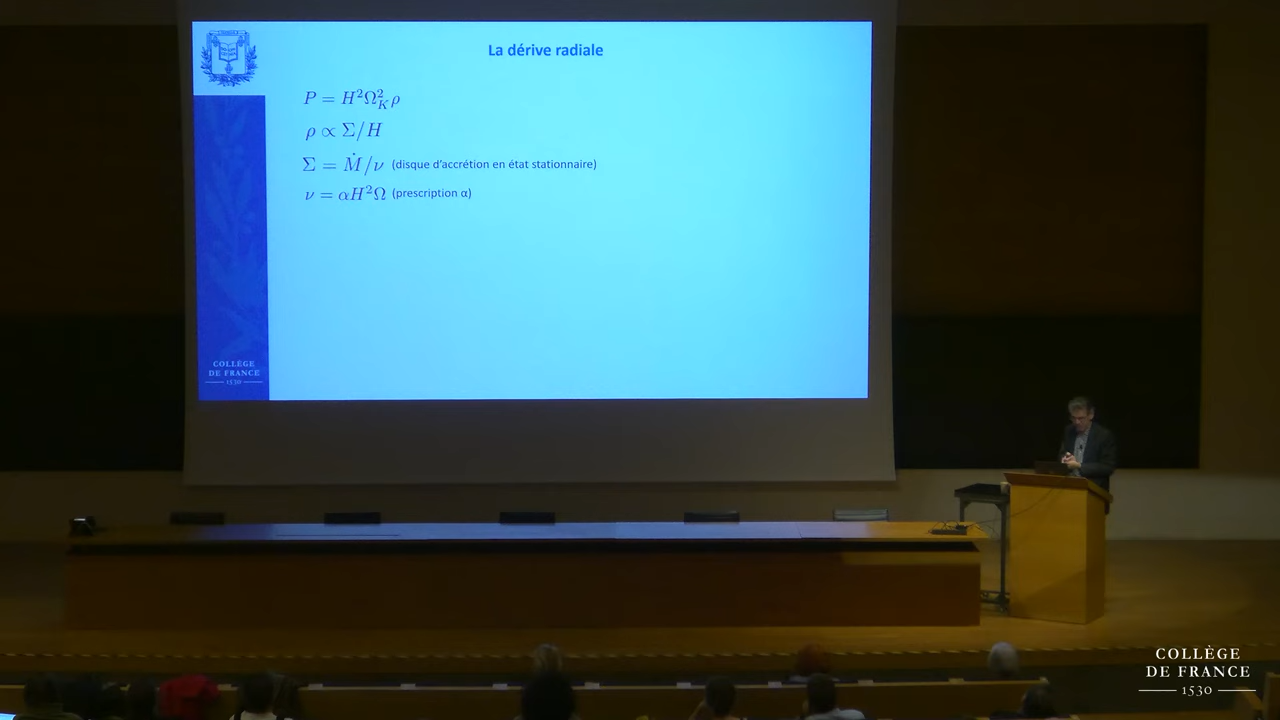 La dérive radiale
P = H²Ω²_K ρ
ρ ∝ Σ/H
Σ = Ṁ/ν (disque d'accrétion en état stationnaire)
ν = αH²Ω (prescription α)
COLLÈGE
DE FRANCE
1530
COLLÈGE
DE FRANCE
1530